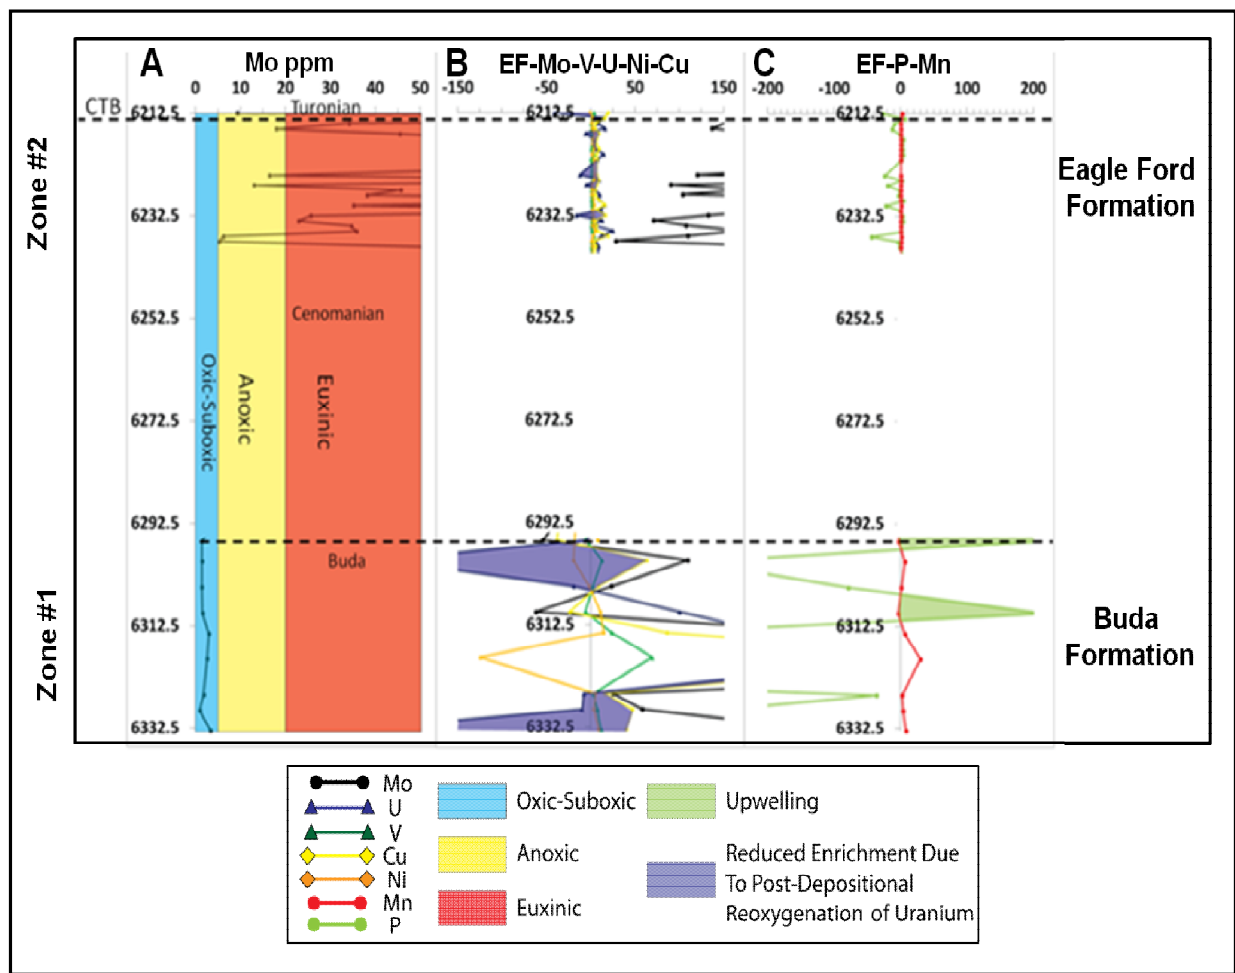 A Mo ppm
B EF-Mo-V-U-Ni-Cu
C EF-P-Mn
0 10 20 30 40 50
-150 -50 50 150
-200 -100 0 100 200
CTB
Turonian
6212.5
6212.5
6212.5
Zone #2
Eagle Ford
Formation
6232.5
6232.5
6232.5
6252.5
Cenomanian
6252.5
6252.5
Oxic-Suboxic
Anoxic
Euxinic
6272.5
6272.5
6272.5
6292.5
6292.5
6292.5
Buda
Zone #1
Buda
Formation
6312.5
6312.5
6312.5
6332.5
6332.5
6332.5
Mo
U
V
Cu
Ni
Mn
P
Oxic-Suboxic
Anoxic
Euxinic
Upwelling
Reduced Enrichment Due
To Post-Depositional
Reoxygenation of Uranium